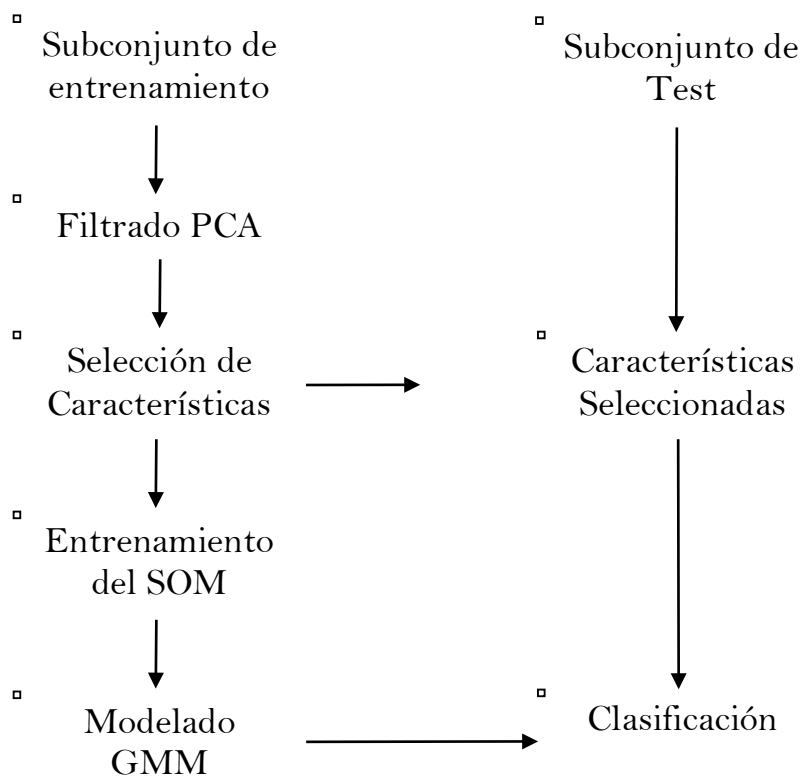 Subconjunto de
entrenamiento
Filtrado PCA
Selección de
Características
Entrenamiento
del SOM
Modelado
GMM
Subconjunto de
Test
Características
Seleccionadas
Clasificación